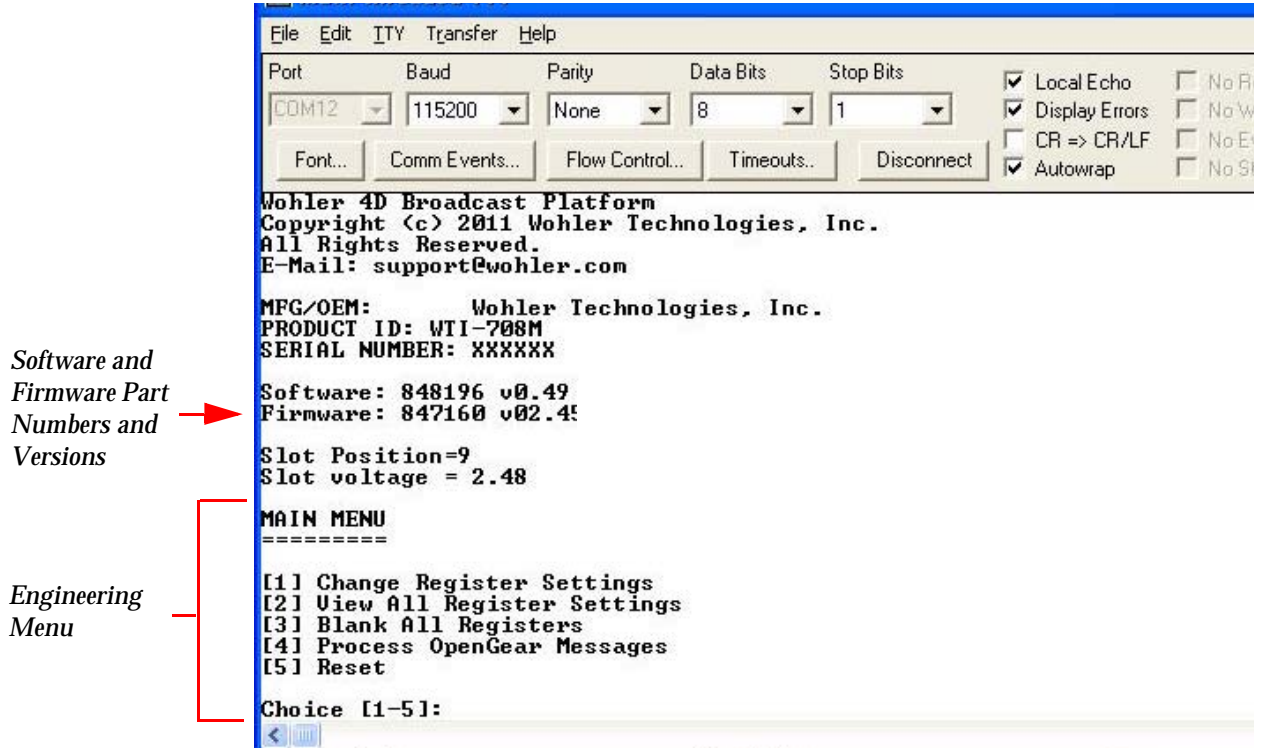 File Edit TTY Transfer Help
Port Baud Parity Data Bits Stop Bits
COM12 115200 None 8 1
Local Echo
Display Errors
CR => CR/LF
Autowrap
No
No
No
No
Font... Comm Events... Flow Control... Timeouts.. Disconnect
Wohler 4D Broadcast Platform
Copyright (c) 2011 Wohler Technologies, Inc.
All Rights Reserved.
E-Mail: support@wohler.com
MFG/OEM: Wohler Technologies, Inc.
PRODUCT ID: WTI-708M
SERIAL NUMBER: XXXXXX
Software: 848196 v0.49
Firmware: 847160 v02.45
Slot Position=9
Slot voltage = 2.48
MAIN MENU
=========
[1] Change Register Settings
[2] View All Register Settings
[3] Blank All Registers
[4] Process OpenGear Messages
[5] Reset
Choice [1-5]:
Software and
Firmware Part
Numbers and
Versions
Engineering
Menu